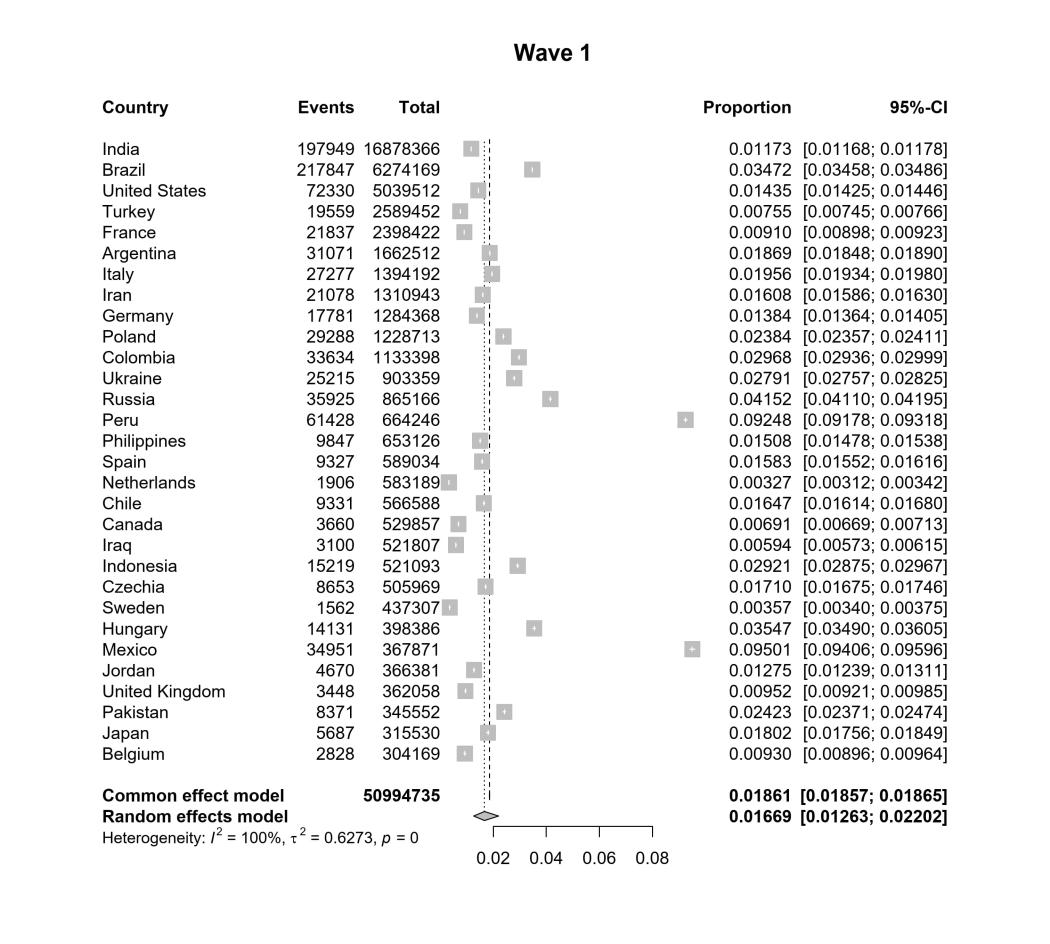 Wave 1
Country Events Total Proportion 95%-CI
India 197949 16878366 0.01173 [0.01168; 0.01178]
Brazil 217847 6274169 0.03472 [0.03458; 0.03486]
United States 72330 5039512 0.01435 [0.01425; 0.01446]
Turkey 19559 2589452 0.00755 [0.00745; 0.00766]
France 21837 2398422 0.00910 [0.00898; 0.00923]
Argentina 31071 1662512 0.01869 [0.01848; 0.01890]
Italy 27277 1394192 0.01956 [0.01934; 0.01980]
Iran 21078 1310943 0.01608 [0.01586; 0.01630]
Germany 17781 1284368 0.01384 [0.01364; 0.01405]
Poland 29288 1228713 0.02384 [0.02357; 0.02411]
Colombia 33634 1133398 0.02968 [0.02936; 0.02999]
Ukraine 25215 903359 0.02791 [0.02757; 0.02825]
Russia 35925 865166 0.04152 [0.04110; 0.04195]
Peru 61428 664246 0.09248 [0.09178; 0.09318]
Philippines 9847 653126 0.01508 [0.01478; 0.01538]
Spain 9327 589034 0.01583 [0.01552; 0.01616]
Netherlands 1906 583189 0.00327 [0.00312; 0.00342]
Chile 9331 566588 0.01647 [0.01614; 0.01680]
Canada 3660 529857 0.00691 [0.00669; 0.00713]
Iraq 3100 521807 0.00594 [0.00573; 0.00615]
Indonesia 15219 521093 0.02921 [0.02875; 0.02967]
Czechia 8653 505969 0.01710 [0.01675; 0.01746]
Sweden 1562 437307 0.00357 [0.00340; 0.00375]
Hungary 14131 398386 0.03547 [0.03490; 0.03605]
Mexico 34951 367871 0.09501 [0.09406; 0.09596]
Jordan 4670 366381 0.01275 [0.01239; 0.01311]
United Kingdom 3448 362058 0.00952 [0.00921; 0.00985]
Pakistan 8371 345552 0.02423 [0.02371; 0.02474]
Japan 5687 315530 0.01802 [0.01756; 0.01849]
Belgium 2828 304169 0.00930 [0.00896; 0.00964]
Common effect model 50994735 0.01861 [0.01857; 0.01865]
Random effects model 0.01669 [0.01263; 0.02202]
Heterogeneity: I² = 100%, τ² = 0.6273, p = 0
0.02 0.04 0.06 0.08